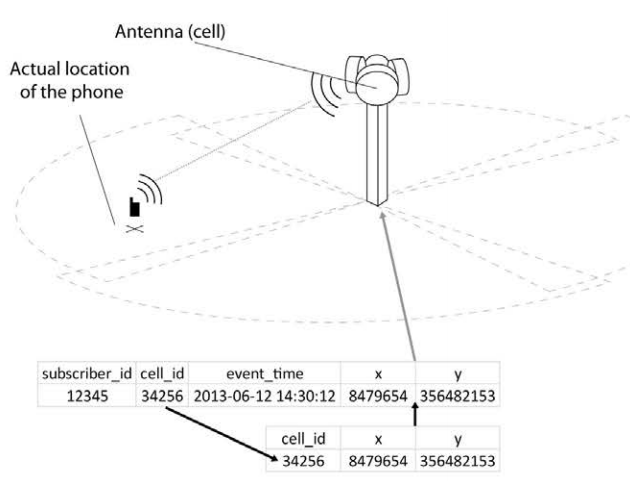 Antenna (cell)
Actual location
of the phone
subscriber_id cell_id event_time x y
12345 34256 2013-06-12 14:30:12 8479654 356482153
cell_id x y
34256 8479654 356482153